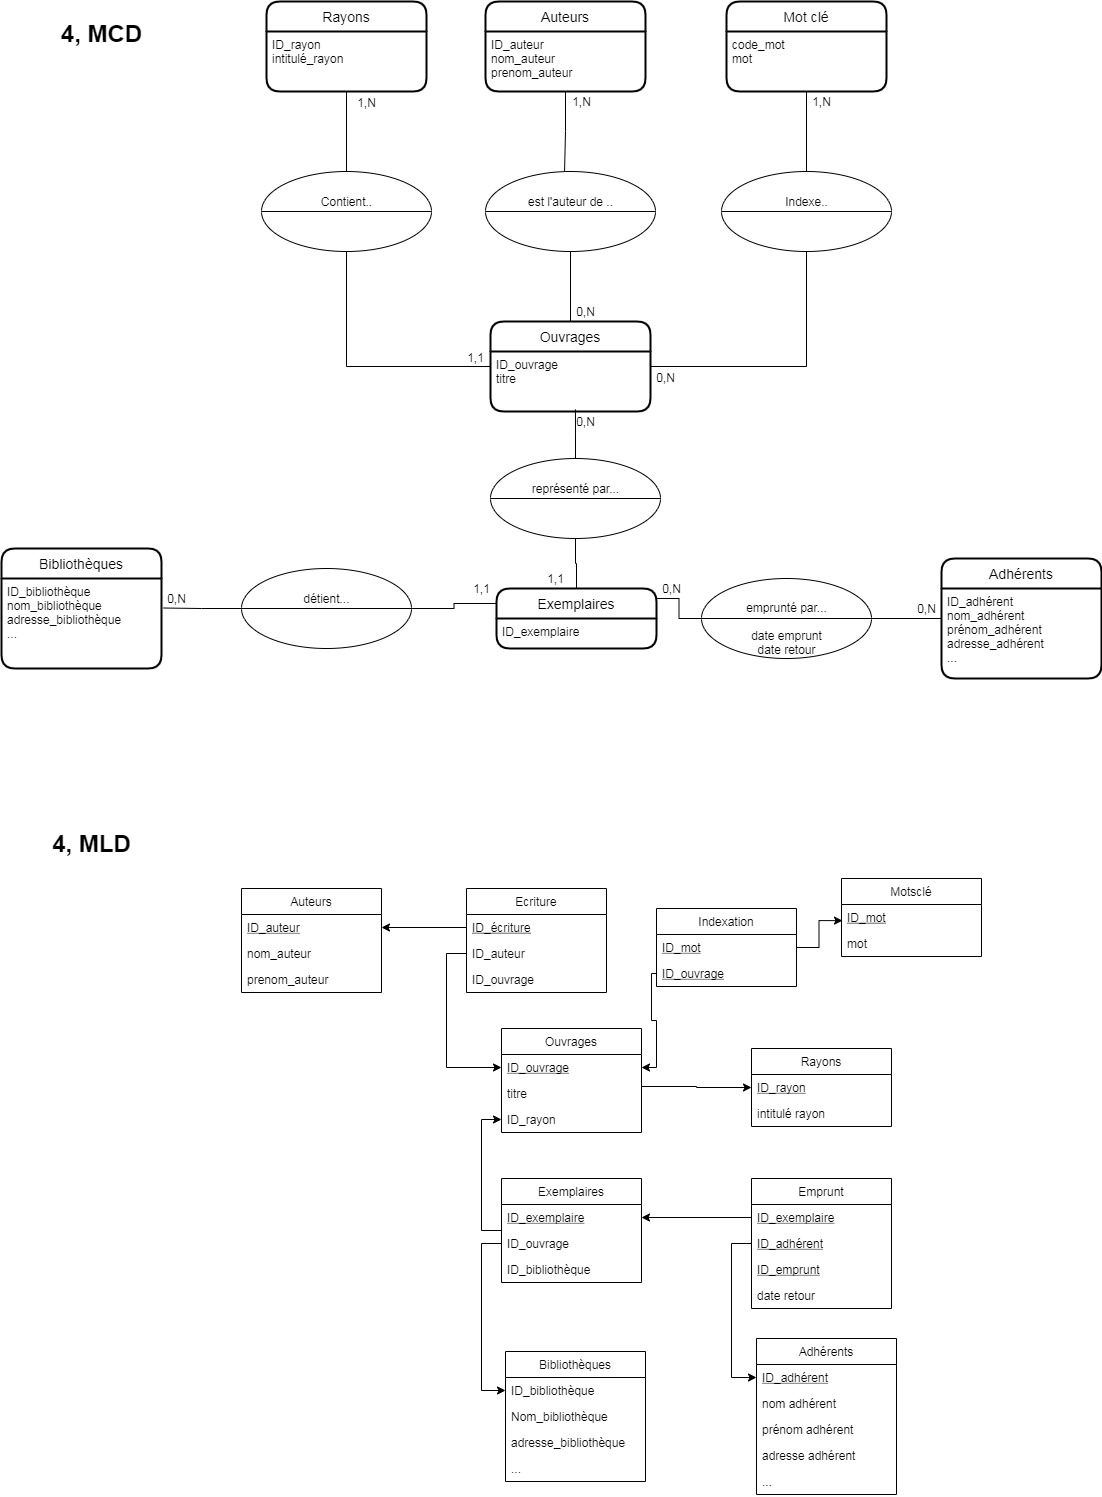 4, MCD
Rayons
ID_rayon
intitulé_rayon
Auteurs
ID_auteur
nom_auteur
prenom_auteur
Mot clé
code_mot
mot
1,N
1,N
1,N
Contient..
est l'auteur de ..
Indexe..
0,N
Ouvrages
ID_ouvrage
titre
1,1
0,N
0,N
représenté par...
Bibliothèques
ID_bibliothèque
nom_bibliothèque
adresse_bibliothèque
...
0,N
détient...
1,1
1,1
Exemplaires
ID_exemplaire
0,N
emprunté par...
date emprunt
date retour
0,N
Adhérents
ID_adhérent
nom_adhérent
prénom_adhérent
adresse_adhérent
...
4, MLD
Auteurs
ID_auteur
nom_auteur
prenom_auteur
Ecriture
ID_écriture
ID_auteur
ID_ouvrage
Indexation
ID_mot
ID_ouvrage
Motsclé
ID_mot
mot
Ouvrages
ID_ouvrage
titre
ID_rayon
Rayons
ID_rayon
intitulé rayon
Exemplaires
ID_exemplaire
ID_ouvrage
ID_bibliothèque
Emprunt
ID_exemplaire
ID_adhérent
ID_emprunt
date retour
Bibliothèques
ID_bibliothèque
Nom_bibliothèque
adresse_bibliothèque
...
Adhérents
ID_adhérent
nom adhérent
prénom adhérent
adresse adhérent
...